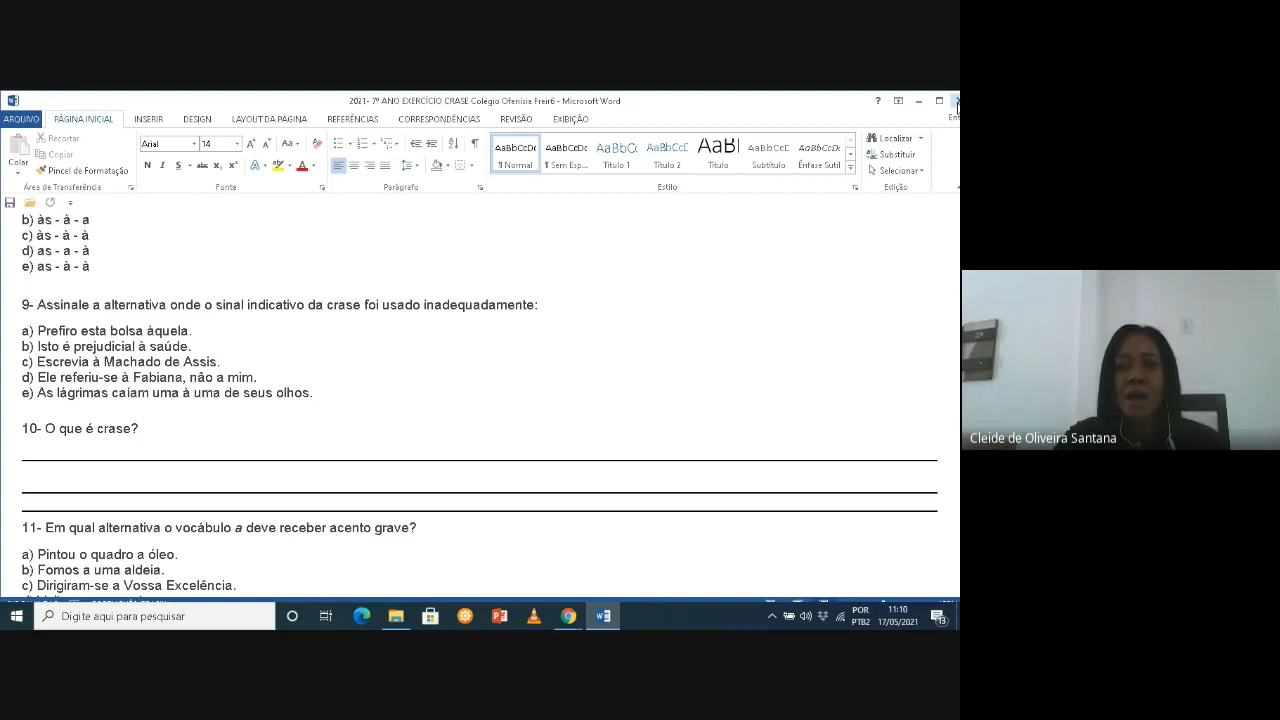 2021- 7º ANO EXERCÍCIO CRASE Colégio Ofenísia Freir6 - Microsoft Word
ARQUIVO PÁGINA INICIAL INSERIR DESIGN LAYOUT DA PÁGINA REFERÊNCIAS CORRESPONDÊNCIAS REVISÃO EXIBIÇÃO
Colar
Recortar
Copiar
Pincel de Formatação
Área de Transferência
Arial 14
Fonte
Parágrafo
AaBbCcDc AaBbCcDc AaBbCc AaBbCcE AaBl AaBbCcD AaBbCcDc
¶ Normal ¶ Sem Esp... Título 1 Título 2 Título Subtítulo Ênfase Sutil
Estilo
Localizar
Substituir
Selecionar
Edição
b) às - à - a
c) às - à - à
d) as - a - à
e) as - à - à
9- Assinale a alternativa onde o sinal indicativo da crase foi usado inadequadamente:
a) Prefiro esta bolsa àquela.
b) Isto é prejudicial à saúde.
c) Escrevia à Machado de Assis.
d) Ele referiu-se à Fabiana, não a mim.
e) As lágrimas caíam uma à uma de seus olhos.
10- O que é crase?
11- Em qual alternativa o vocábulo a deve receber acento grave?
a) Pintou o quadro a óleo.
b) Fomos a uma aldeia.
c) Dirigiram-se a Vossa Excelência.
Digite aqui para pesquisar
POR
PTB2
11:10
17/05/2021
13
Cleide de Oliveira Santana